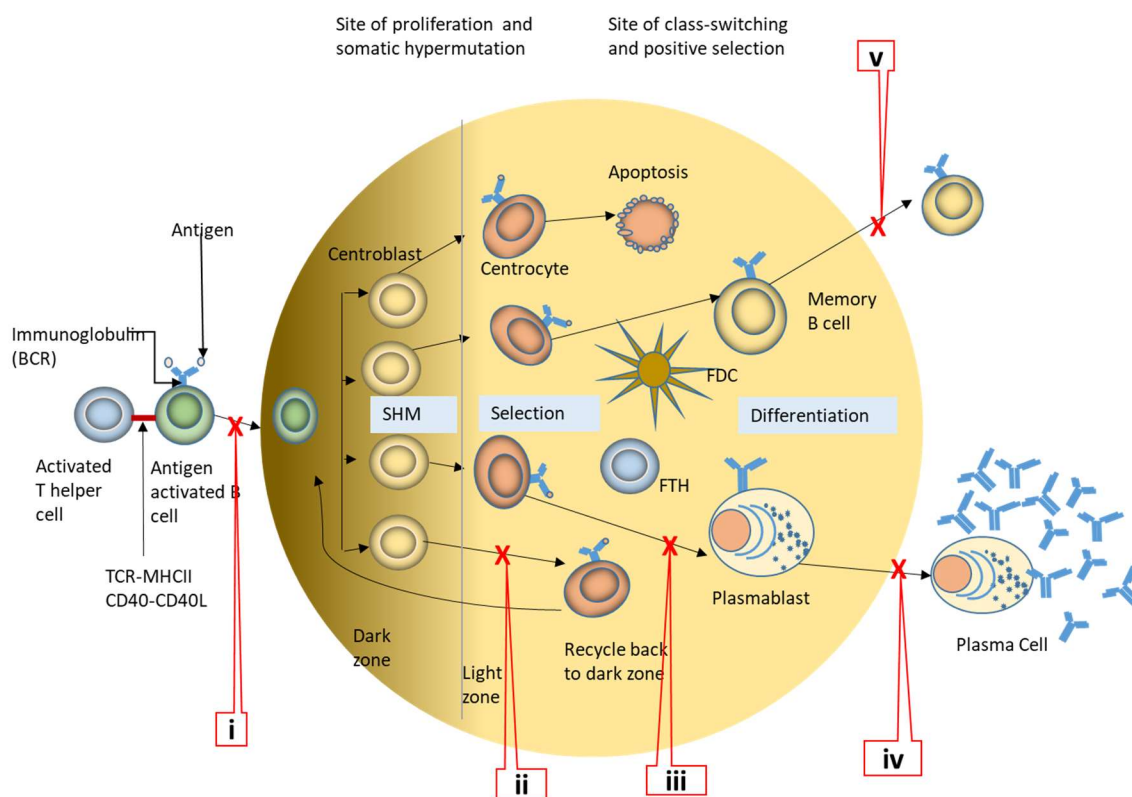 Site of proliferation and
somatic hypermutation
Site of class-switching
and positive selection
v
Antigen
Apoptosis
Centroblast
Centrocyte
Immunoglobulin
(BCR)
Memory
B cell
FDC
SHM
Selection
Differentiation
Activated
T helper
cell
Antigen
activated B
cell
FTH
TCR-MHCII
CD40-CD40L
Plasmablast
Plasma Cell
Dark
zone
Light
zone
Recycle back
to dark zone
i
ii
iii
iv
X
X
X
X
X